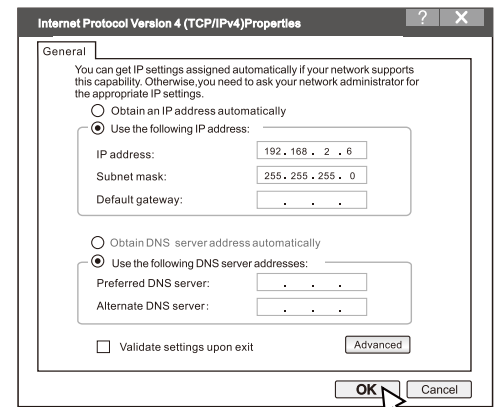 Internet Protocol Version 4 (TCP/IPv4)Properties
? X
General
You can get IP settings assigned automatically if your network supports
this capability. Otherwise,you need to ask your network administrator for
the appropriate IP settings.
Obtain an IP address automatically
Use the following IP address:
IP address: 192.168.2.6
Subnet mask: 255.255.255.0
Default gateway: . . .
Obtain DNS server address automatically
Use the following DNS server addresses:
Preferred DNS server: . . .
Alternate DNS server: . . .
Validate settings upon exit
Advanced
OK Cancel